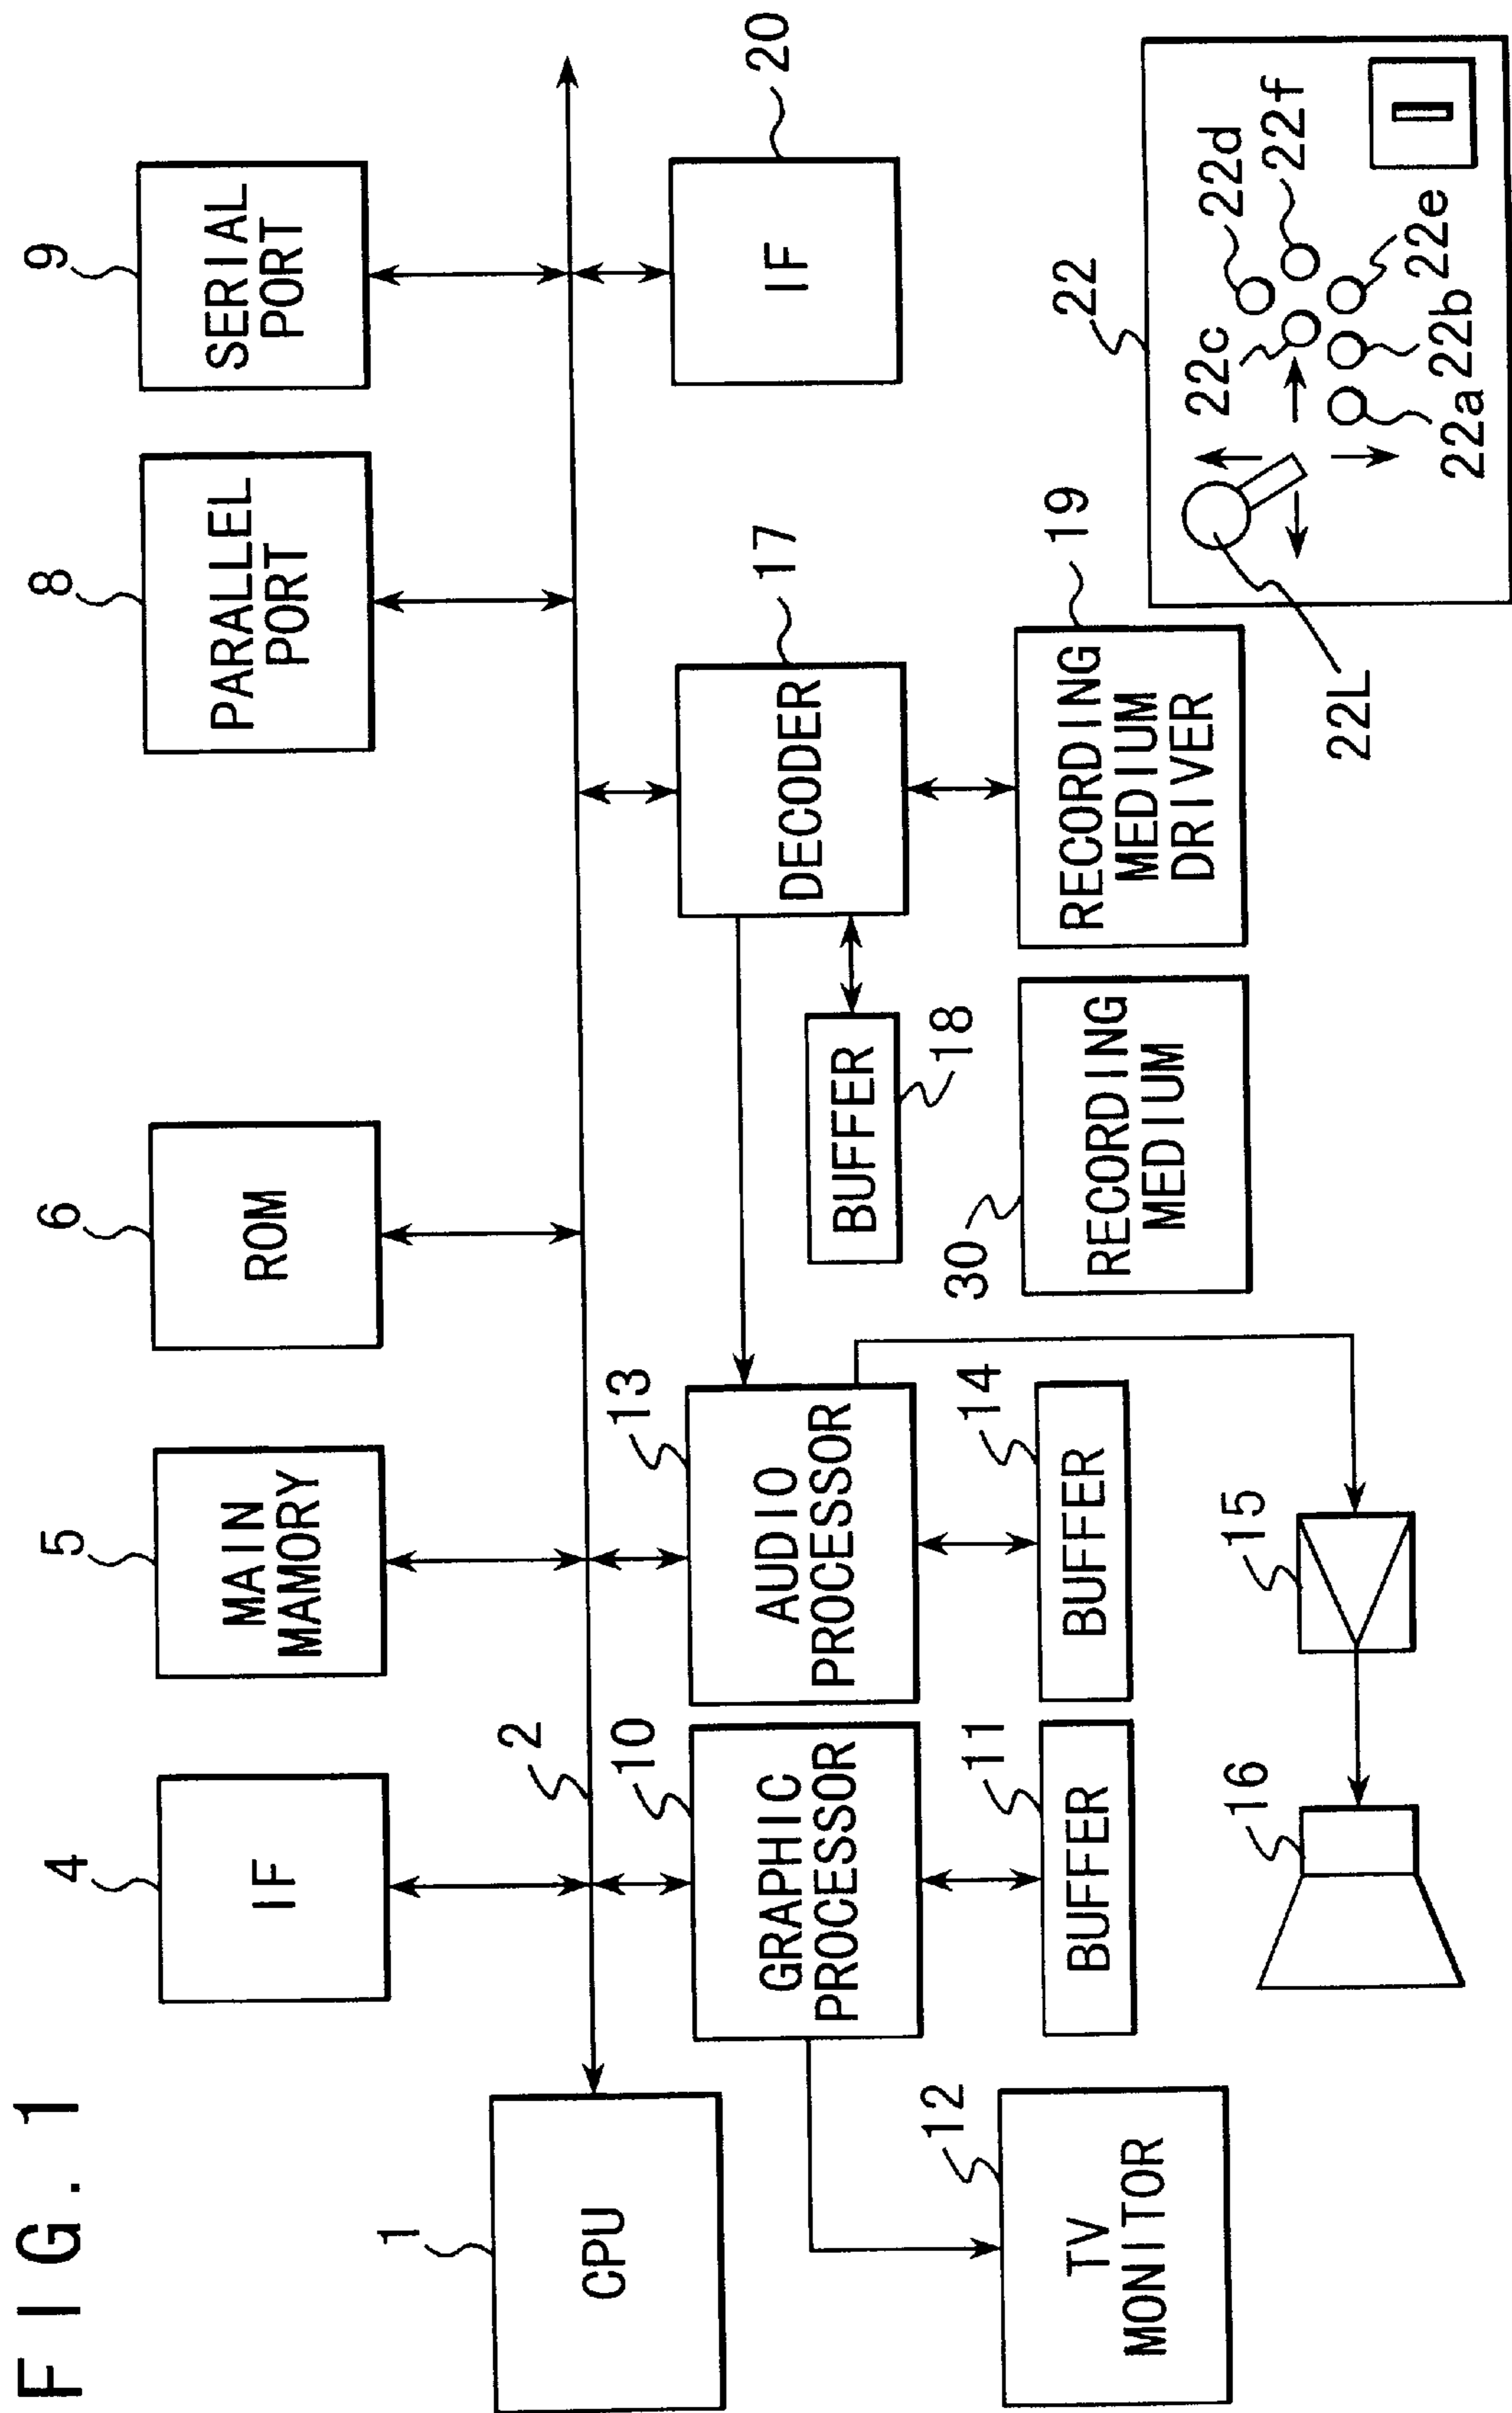 FIG. 1
4
IF
5
MAIN
MAMORY
6
ROM
8
PARALLEL
PORT
9
SERIAL
PORT
1
CPU
2
10
GRAPHIC
PROCESSOR
13
AUDIO
PROCESSOR
17
DECODER
20
IF
BUFFER
18
12
TV
MONITOR
11
BUFFER
14
BUFFER
30
RECORDING
MEDIUM
19
RECORDING
MEDIUM
DRIVER
16
15
22
22c
22d
22f
22L
22a
22b
22e